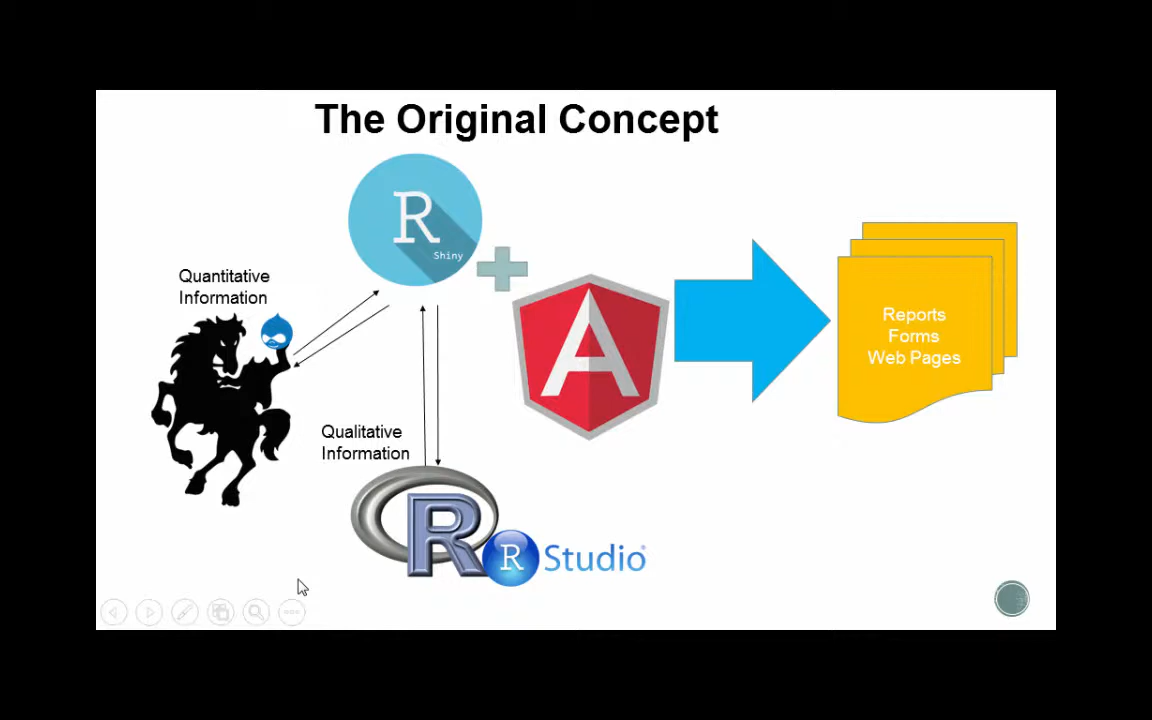 The Original Concept
R
Shiny
Quantitative
Information
A
Reports
Forms
Web Pages
Qualitative
Information
R
R Studio